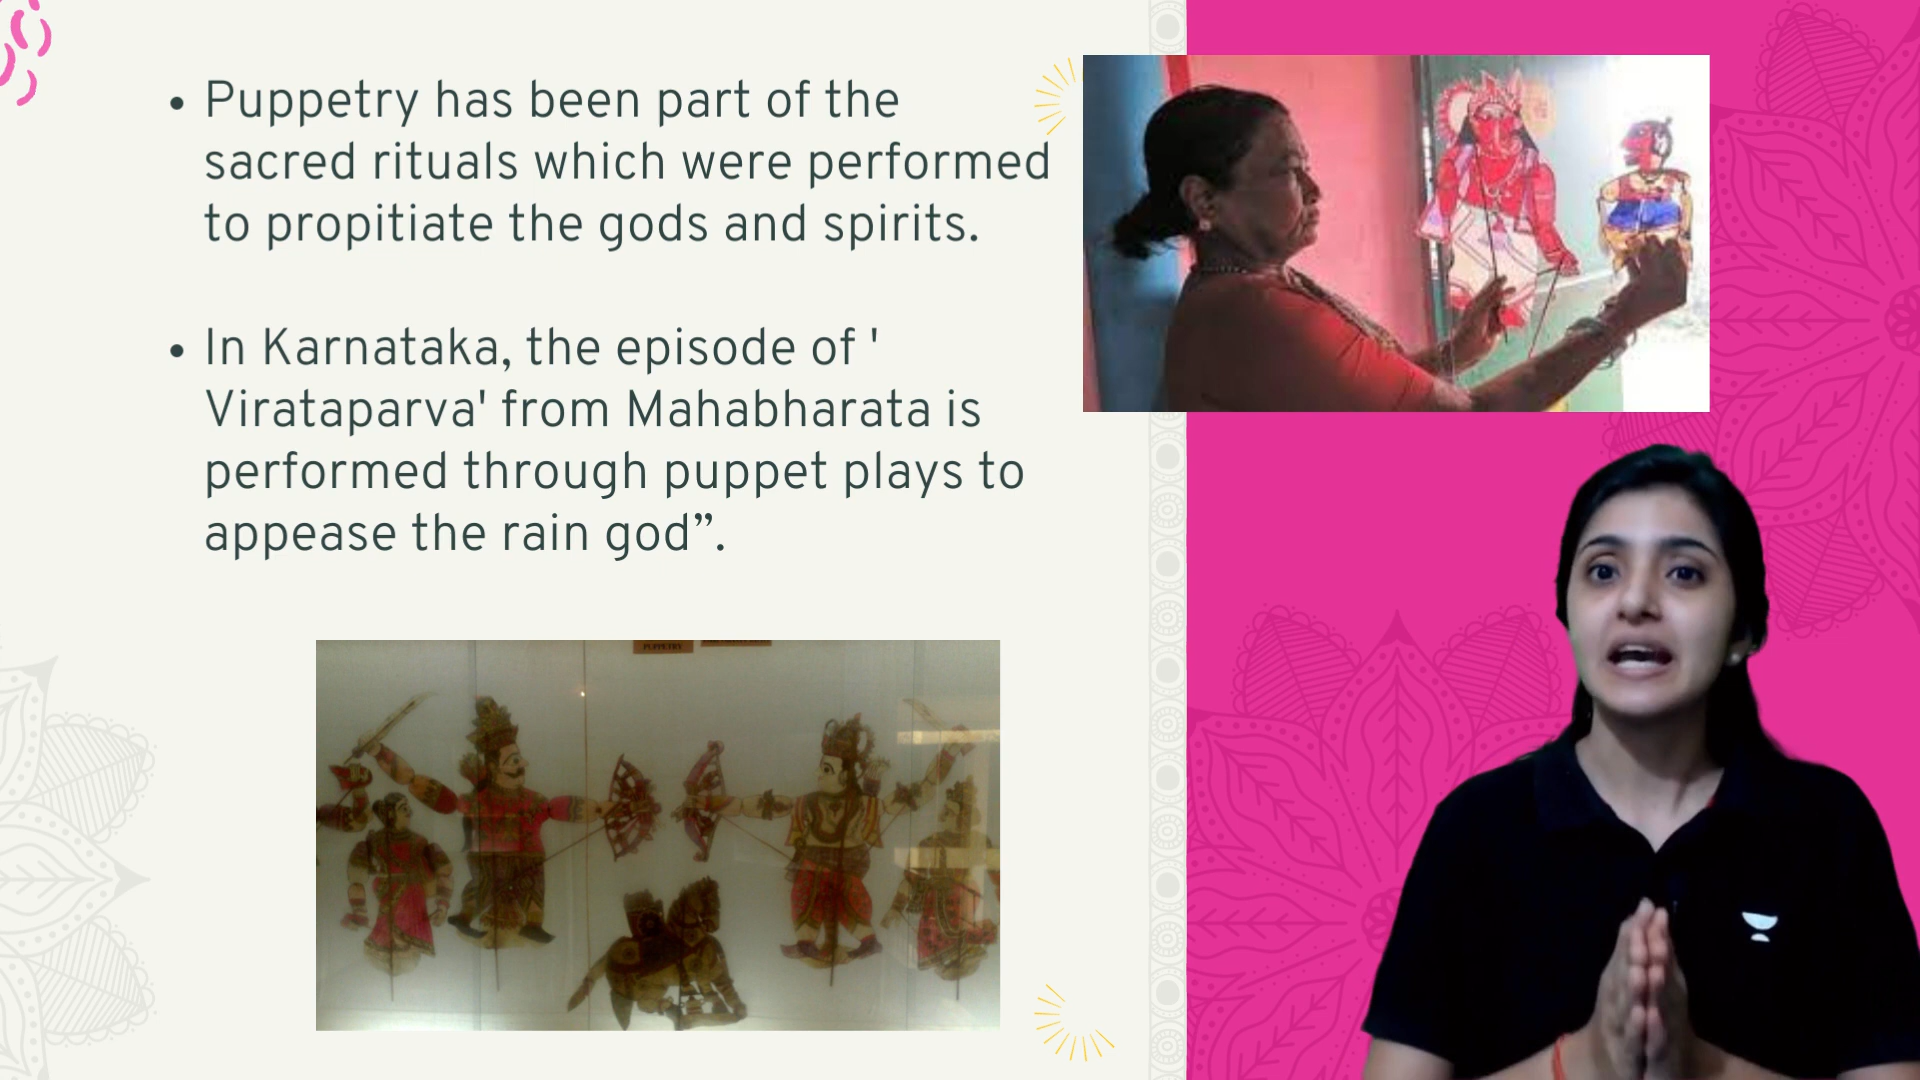 • Puppetry has been part of the
sacred rituals which were performed
to propitiate the gods and spirits.
• In Karnataka, the episode of '
Virataparva' from Mahabharata is
performed through puppet plays to
appease the rain god”.
PUPPETRY